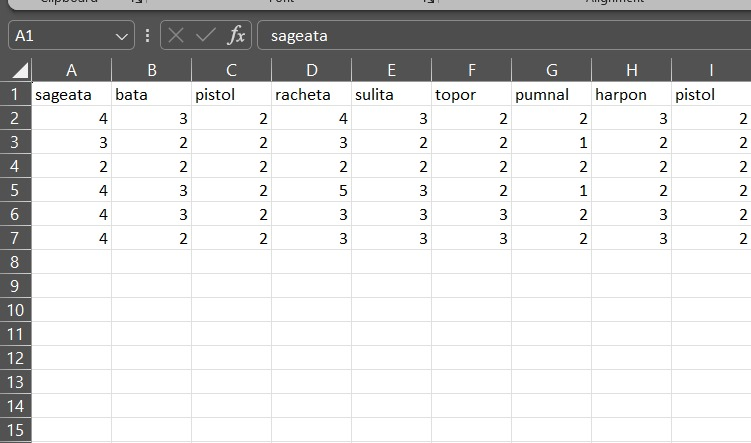 Clipboard Font Alignment
A1 fx sageata
A B C D E F G H I
1 sageata bata pistol racheta sulita topor pumnal harpon pistol
2 4 3 2 4 3 2 2 3 2
3 3 2 2 3 2 2 1 2 2
4 2 2 2 2 2 2 2 2 2
5 4 3 2 5 3 2 1 2 2
6 4 3 2 3 3 3 2 3 2
7 4 2 2 3 3 3 2 3 2
8
9
10
11
12
13
14
15